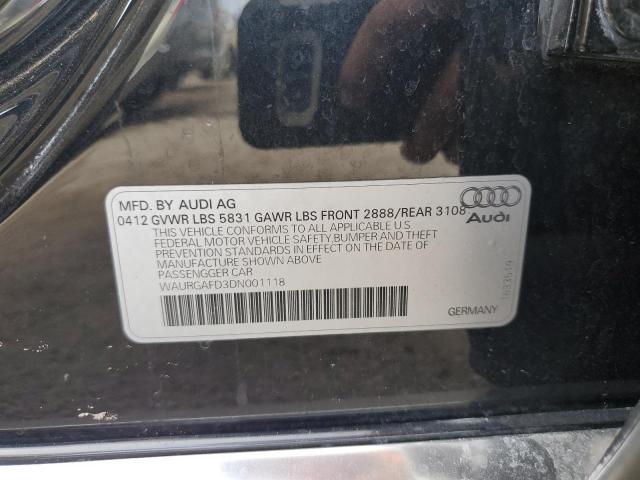 MFD. BY AUDI AG
0412 GVWR LBS 5831 GAWR LBS FRONT 2888/REAR 3108
Audi
THIS VEHICLE CONFORMS TO ALL APPLICABLE U.S
FEDERAL MOTOR VEHICLE SAFETY,BUMPER AND THEFT
PREVENTION STANDARDS IN EFFECT ON THE DATE OF
MANUFACTURE SHOWN ABOVE
PASSENGGER CAR
WAURGAFD3DN001118
1633519
GERMANY